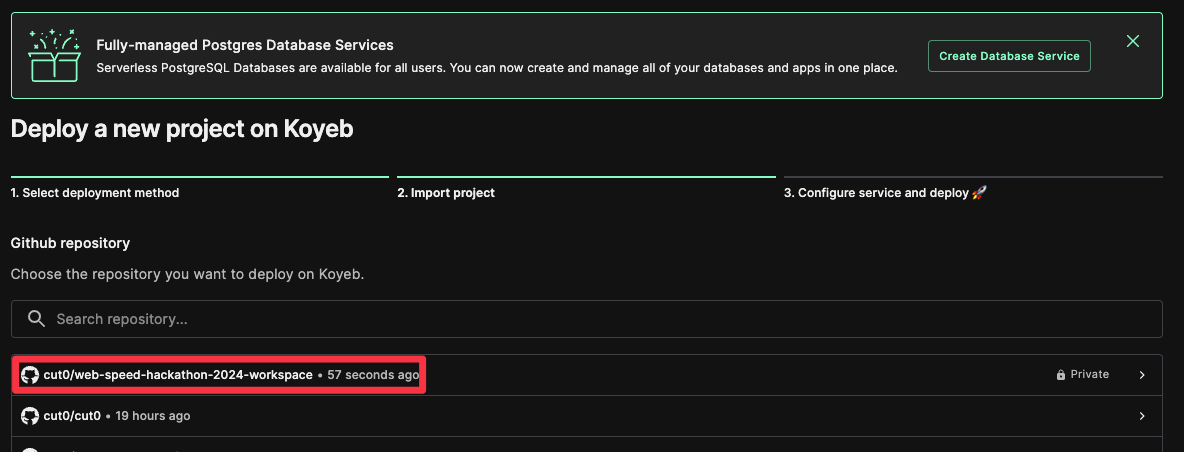 Fully-managed Postgres Database Services
Serverless PostgreSQL Databases are available for all users. You can now create and manage all of your databases and apps in one place.
Create Database Service
Deploy a new project on Koyeb
1. Select deployment method
2. Import project
3. Configure service and deploy 🚀
Github repository
Choose the repository you want to deploy on Koyeb.
Search repository...
cut0/web-speed-hackathon-2024-workspace • 57 seconds ago
Private
cut0/cut0 • 19 hours ago